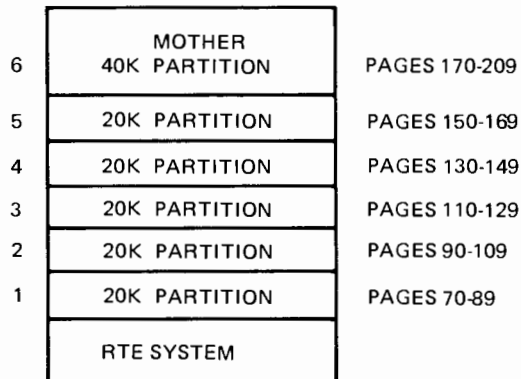 MOTHER
6 40K PARTITION PAGES 170-209
5 20K PARTITION PAGES 150-169
4 20K PARTITION PAGES 130-149
3 20K PARTITION PAGES 110-129
2 20K PARTITION PAGES 90-109
1 20K PARTITION PAGES 70-89
RTE SYSTEM